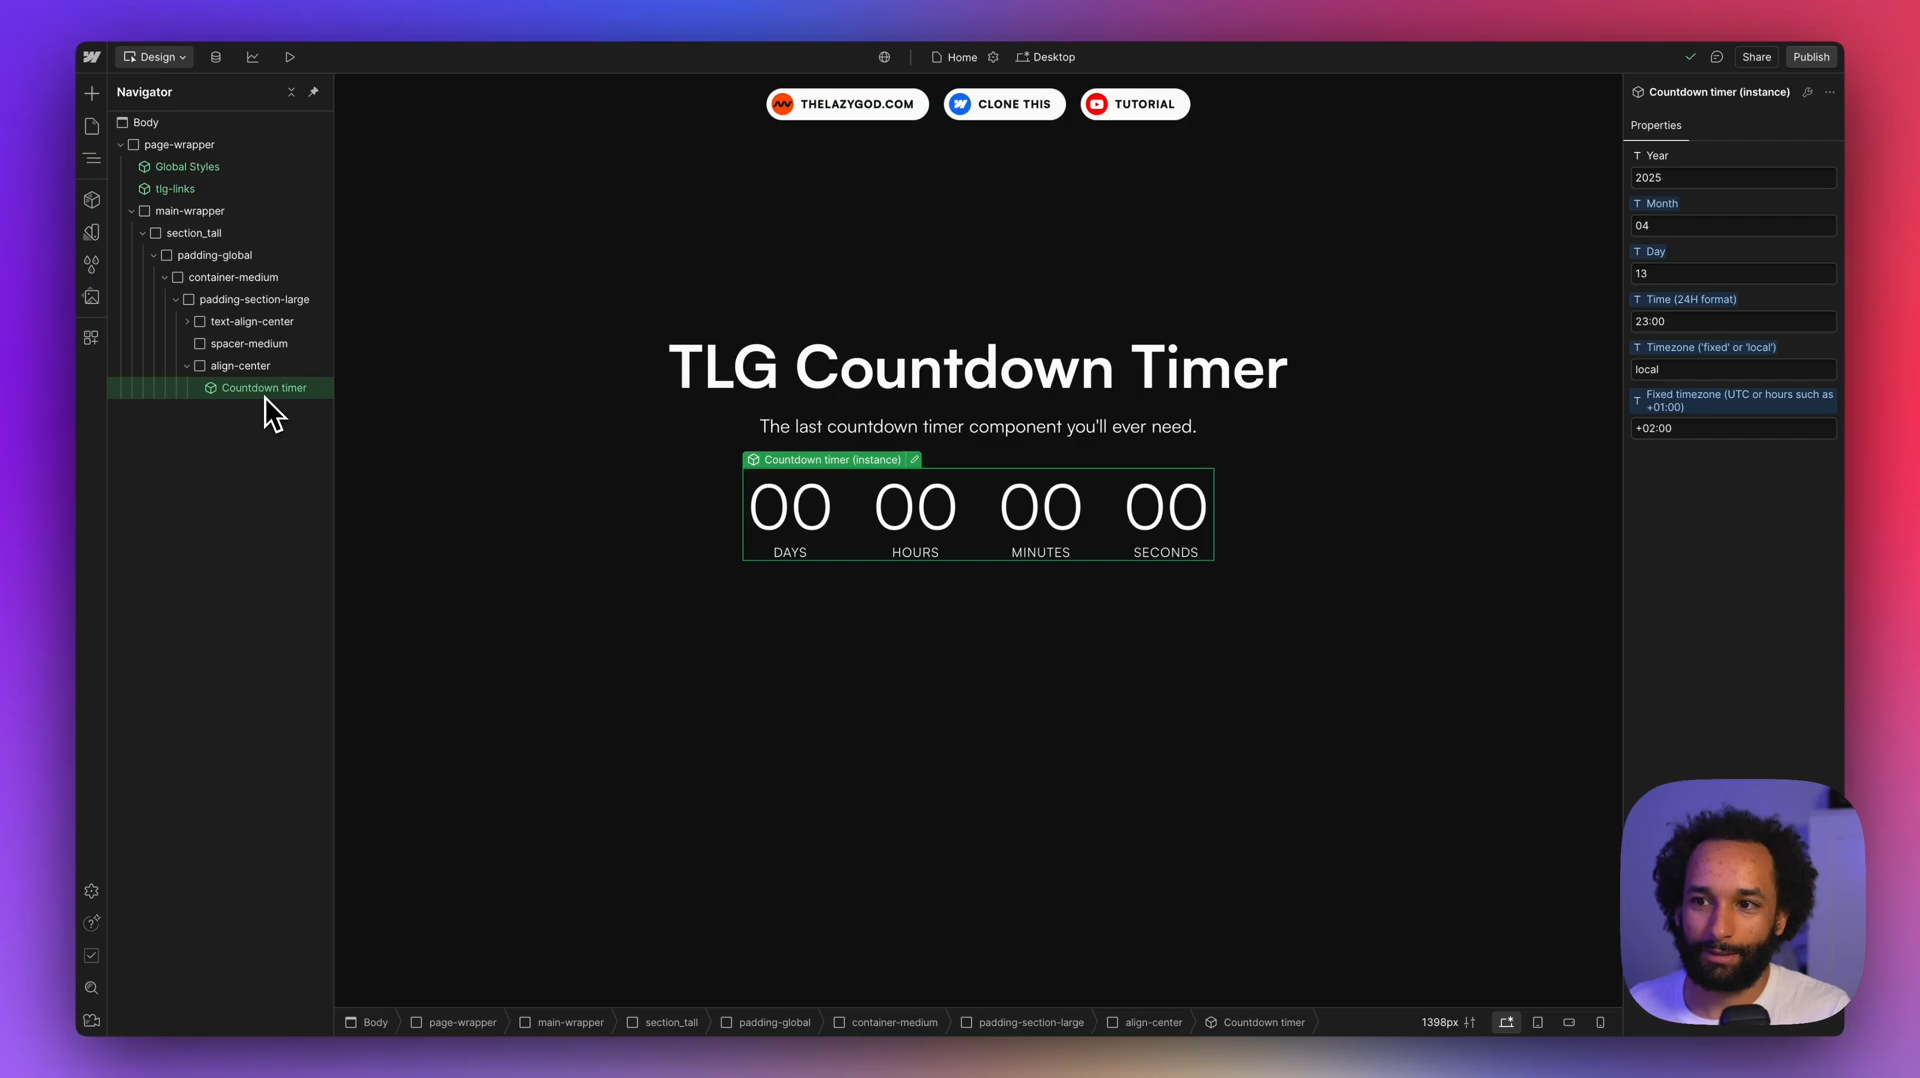 Design
Home
Desktop
Share
Publish
Navigator
Body
page-wrapper
Global Styles
tlg-links
main-wrapper
section_tall
padding-global
container-medium
padding-section-large
text-align-center
spacer-medium
align-center
Countdown timer
THELAZYGOD.COM
CLONE THIS
TUTORIAL
TLG Countdown Timer
The last countdown timer component you'll ever need.
Countdown timer (instance)
00 00 00 00
DAYS HOURS MINUTES SECONDS
Countdown timer (instance)
Properties
Year
2025
Month
04
Day
13
Time (24H format)
23:00
Timezone ('fixed' or 'local')
local
Fixed timezone (UTC or hours such as
+01:00)
+02:00
Body page-wrapper main-wrapper section_tall padding-global container-medium padding-section-large align-center Countdown timer
1398px